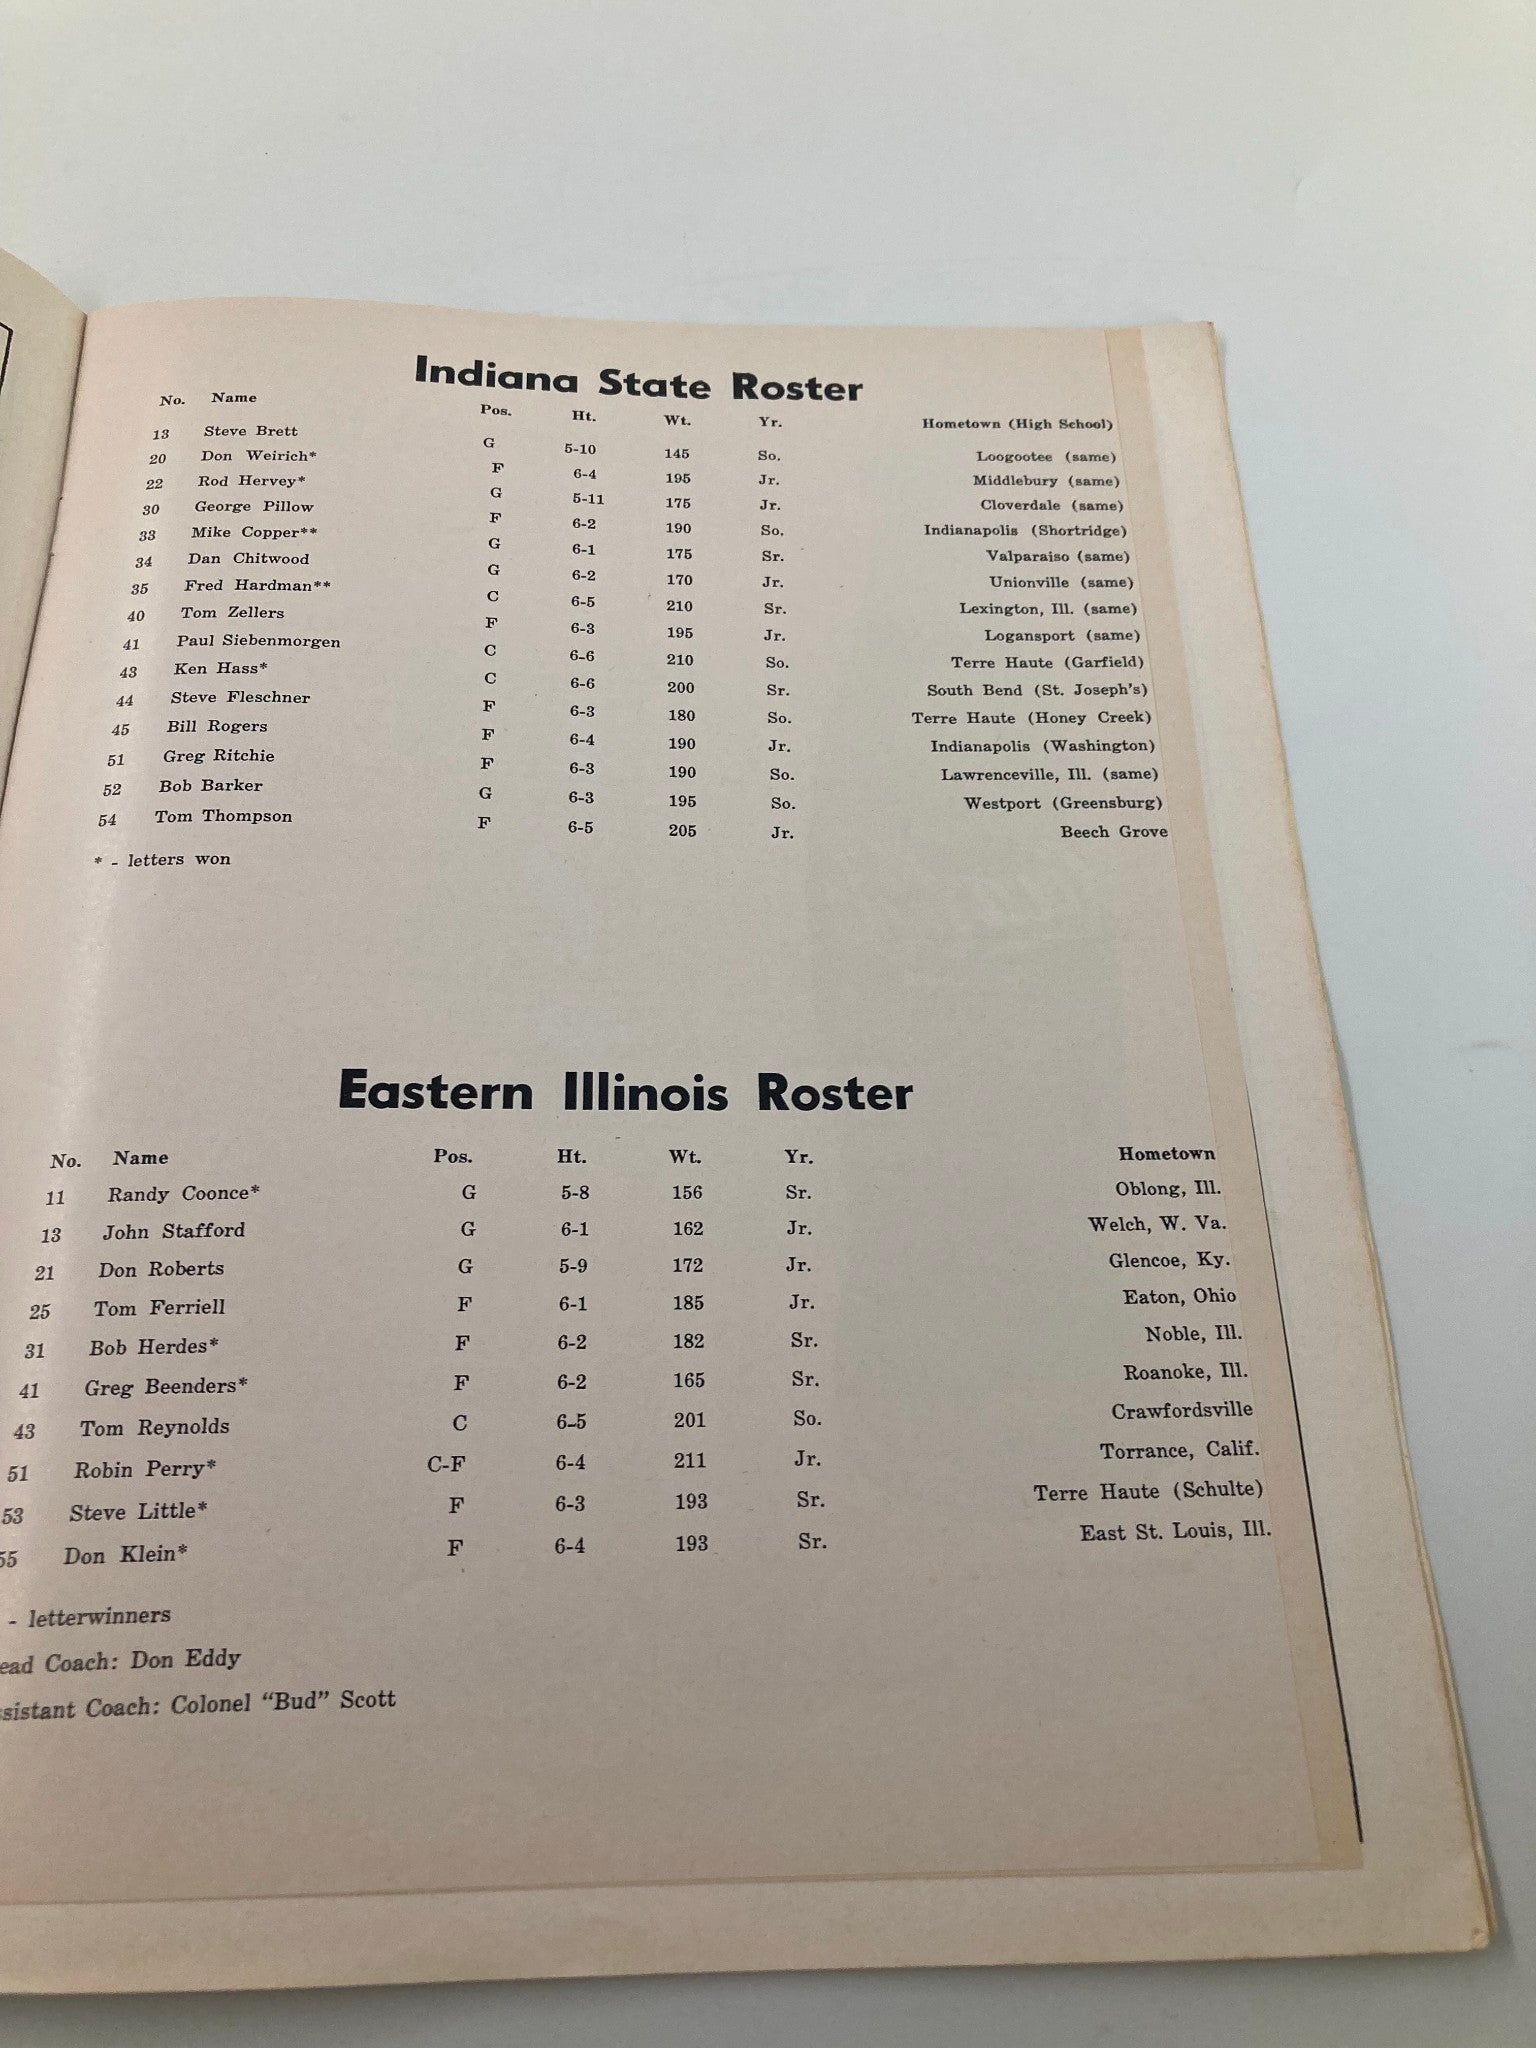 Indiana State Roster
No. Name Pos. Ht. Wt. Yr. Hometown (High School)
13 Steve Brett G 5-10 145 So. Loogootee (same)
20 Don Weirich* F 6-4 195 Jr. Middlebury (same)
22 Rod Hervey* G 5-11 175 Jr. Cloverdale (same)
30 George Pillow F 6-2 190 So. Indianapolis (Shortridge)
33 Mike Copper** G 6-1 175 Sr. Valparaiso (same)
34 Dan Chitwood G 6-2 170 Jr. Unionville (same)
35 Fred Hardman** C 6-5 210 Sr. Lexington, Ill. (same)
40 Tom Zellers F 6-3 195 Jr. Logansport (same)
41 Paul Siebenmorgen C 6-6 210 So. Terre Haute (Garfield)
43 Ken Hass* C 6-6 200 Sr. South Bend (St. Joseph's)
44 Steve Fleschner F 6-3 180 So. Terre Haute (Honey Creek)
45 Bill Rogers F 6-4 190 Jr. Indianapolis (Washington)
51 Greg Ritchie F 6-3 190 So. Lawrenceville, Ill. (same)
52 Bob Barker G 6-3 195 So. Westport (Greensburg)
54 Tom Thompson F 6-5 205 Jr. Beech Grove
* - letters won
Eastern Illinois Roster
No. Name Pos. Ht. Wt. Yr. Hometown
11 Randy Coonce* G 5-8 156 Sr. Oblong, Ill.
13 John Stafford G 6-1 162 Jr. Welch, W. Va.
21 Don Roberts G 5-9 172 Jr. Glencoe, Ky.
25 Tom Ferriell F 6-1 185 Jr. Eaton, Ohio
31 Bob Herdes* F 6-2 182 Sr. Noble, Ill.
41 Greg Beenders* F 6-2 165 Sr. Roanoke, Ill.
43 Tom Reynolds C 6-5 201 So. Crawfordsville
51 Robin Perry* C-F 6-4 211 Jr. Torrance, Calif.
53 Steve Little* F 6-3 193 Sr. Terre Haute (Schulte)
55 Don Klein* F 6-4 193 Sr. East St. Louis, Ill.
- letterwinners
ead Coach: Don Eddy
ssistant Coach: Colonel "Bud" Scott